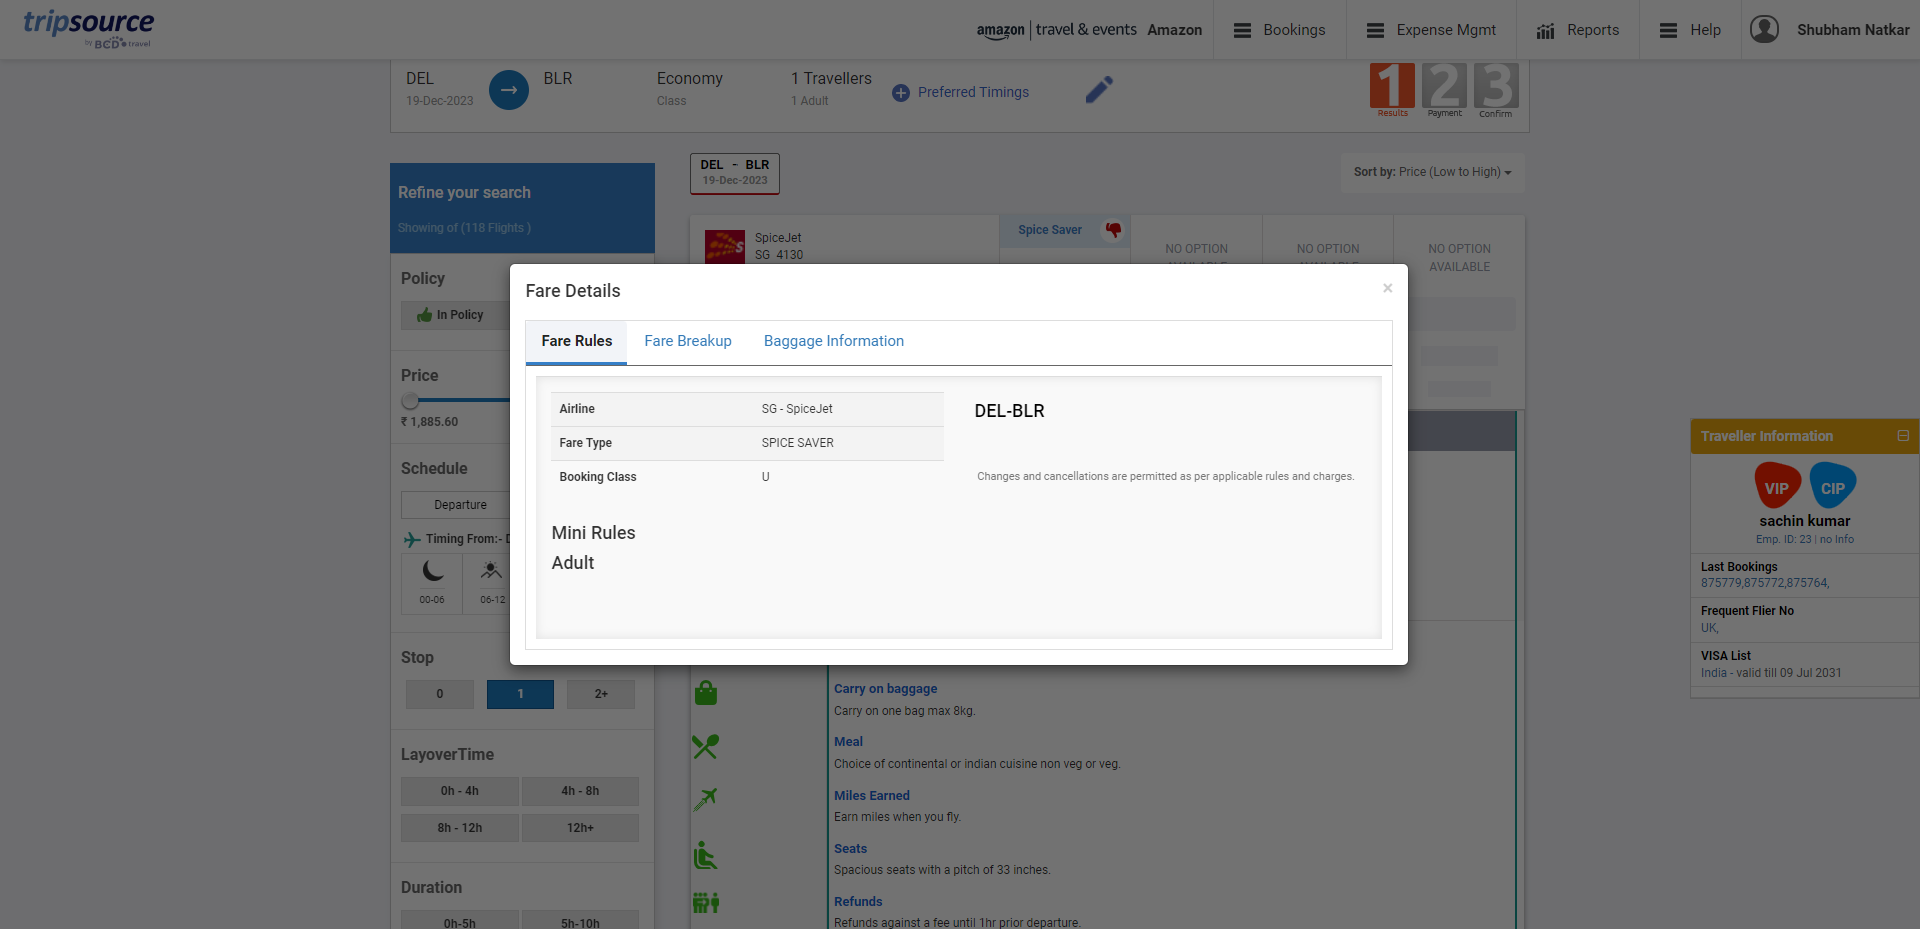 tripsource
by BCD travel
amazon | travel & events Amazon
Bookings
Expense Mgmt
Reports
Help
Shubham Natkar
DEL
19-Dec-2023
BLR
Economy
Class
1 Travellers
1 Adult
Preferred Timings
1 2 3
Results Payment Confirm
Refine your search
Showing of (118 Flights )
DEL - BLR
19-Dec-2023
Sort by: Price (Low to High)
SpiceJet
SG 4130
Spice Saver
NO OPTION
NO OPTION
NO OPTION
AVAILABLE
Policy
In Policy
Price
₹ 1,885.60
Schedule
Departure
Timing From:- D
00-06
06-12
Stop
0
1
2+
LayoverTime
0h - 4h
4h - 8h
8h - 12h
12h+
Duration
0h-5h
5h-10h
Fare Details
×
Fare Rules
Fare Breakup
Baggage Information
Airline SG - SpiceJet
Fare Type SPICE SAVER
Booking Class U
DEL-BLR
Changes and cancellations are permitted as per applicable rules and charges.
Mini Rules
Adult
Carry on baggage
Carry on one bag max 8kg.
Meal
Choice of continental or indian cuisine non veg or veg.
Miles Earned
Earn miles when you fly.
Seats
Spacious seats with a pitch of 33 inches.
Refunds
Refunds against a fee until 1hr prior departure.
Traveller Information
VIP
CIP
sachin kumar
Emp. ID: 23 | no Info
Last Bookings
875779,875772,875764,
Frequent Flier No
UK,
VISA List
India - valid till 09 Jul 2031